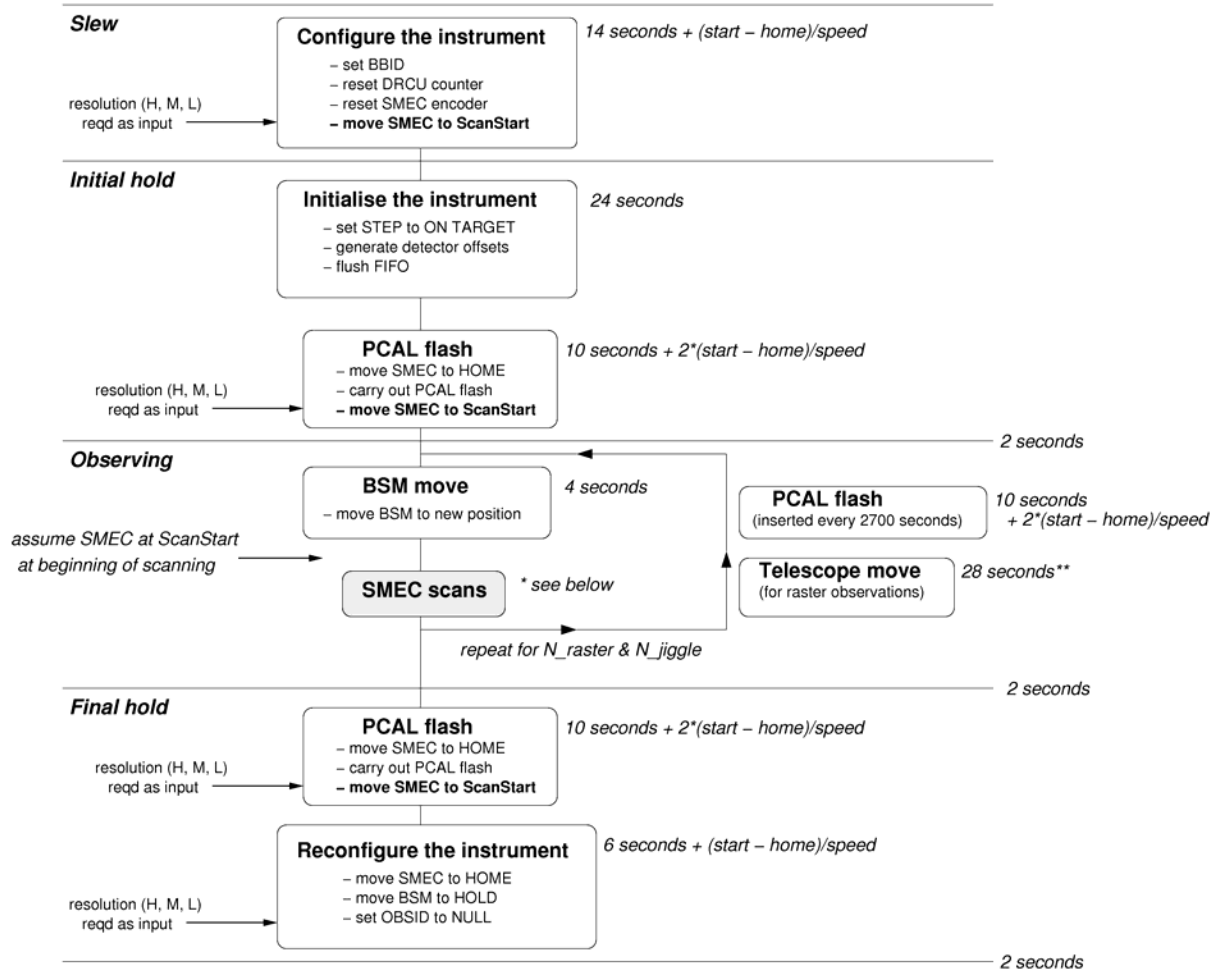 Slew
Configure the instrument
14 seconds + (start – home)/speed
– set BBID
– reset DRCU counter
– reset SMEC encoder
– move SMEC to ScanStart
resolution (H, M, L)
reqd as input
Initial hold
Initialise the instrument
24 seconds
– set STEP to ON TARGET
– generate detector offsets
– flush FIFO
PCAL flash
10 seconds + 2*(start – home)/speed
– move SMEC to HOME
– carry out PCAL flash
– move SMEC to ScanStart
resolution (H, M, L)
reqd as input
2 seconds
Observing
BSM move
4 seconds
– move BSM to new position
PCAL flash
(inserted every 2700 seconds)
10 seconds
+ 2*(start – home)/speed
assume SMEC at ScanStart
at beginning of scanning
SMEC scans
* see below
Telescope move
(for raster observations)
28 seconds**
repeat for N_raster & N_jiggle
2 seconds
Final hold
PCAL flash
10 seconds + 2*(start – home)/speed
– move SMEC to HOME
– carry out PCAL flash
– move SMEC to ScanStart
resolution (H, M, L)
reqd as input
Reconfigure the instrument
6 seconds + (start – home)/speed
– move SMEC to HOME
– move BSM to HOLD
– set OBSID to NULL
resolution (H, M, L)
reqd as input
2 seconds